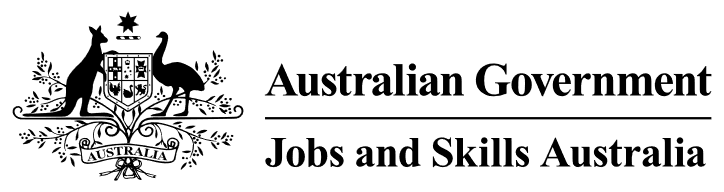 Australian Government
Jobs and Skills Australia
AUSTRALIA